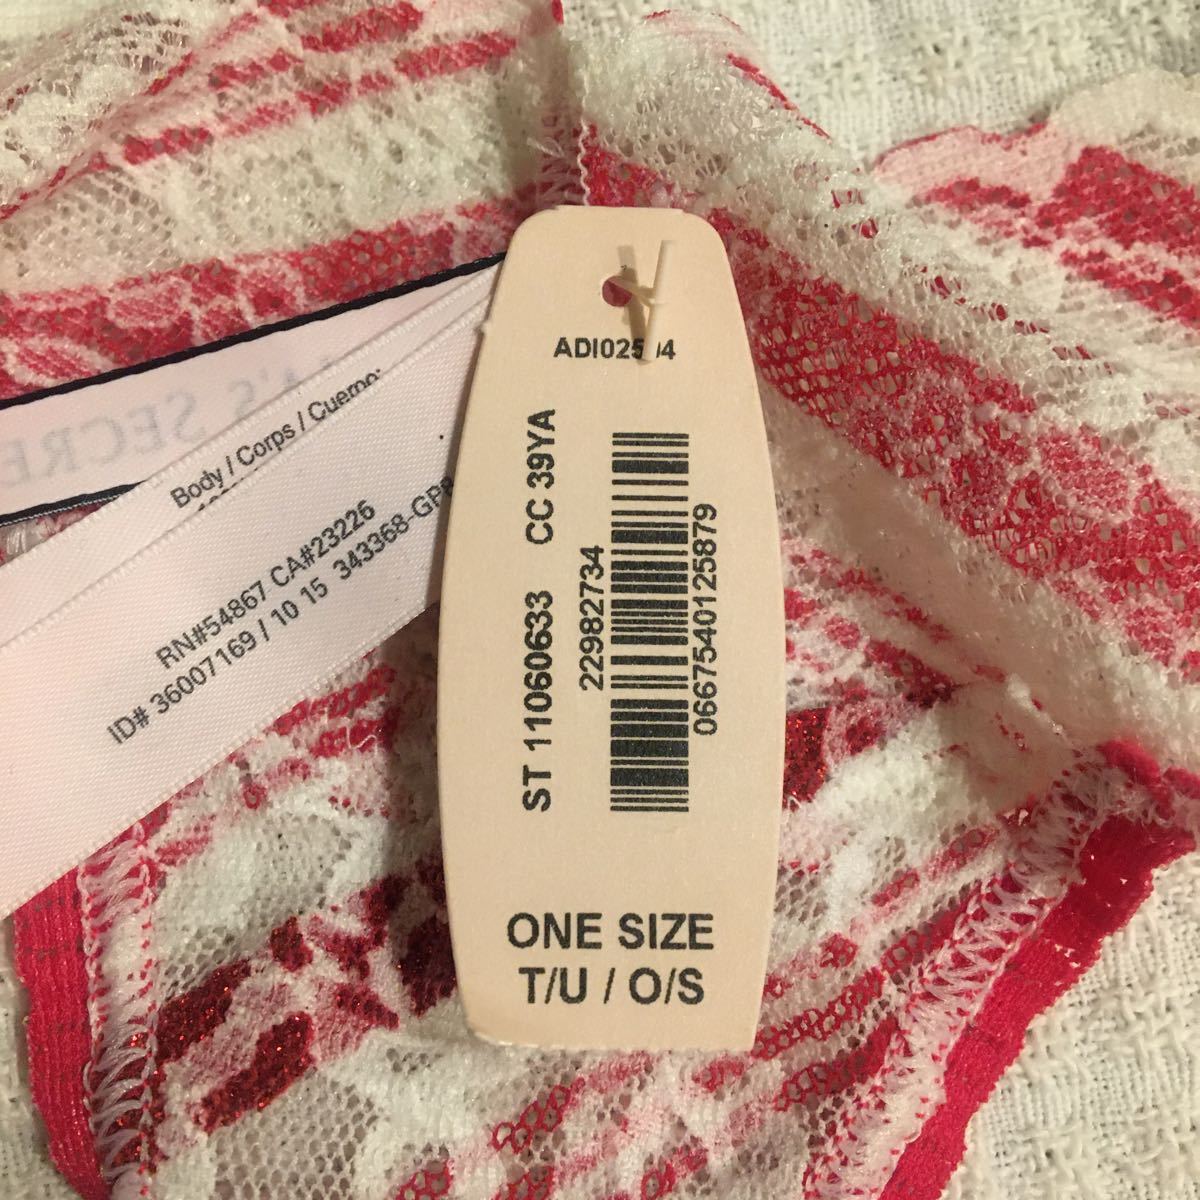 ST 11060633 CC 39YA
22982734
0667540125879
ONE SIZE
T/U / O/S
Body / Corps / Cuerpo:
RN#54867 CA#23226
ID# 36007169 / 10 15 343368-GP
'S SECRE